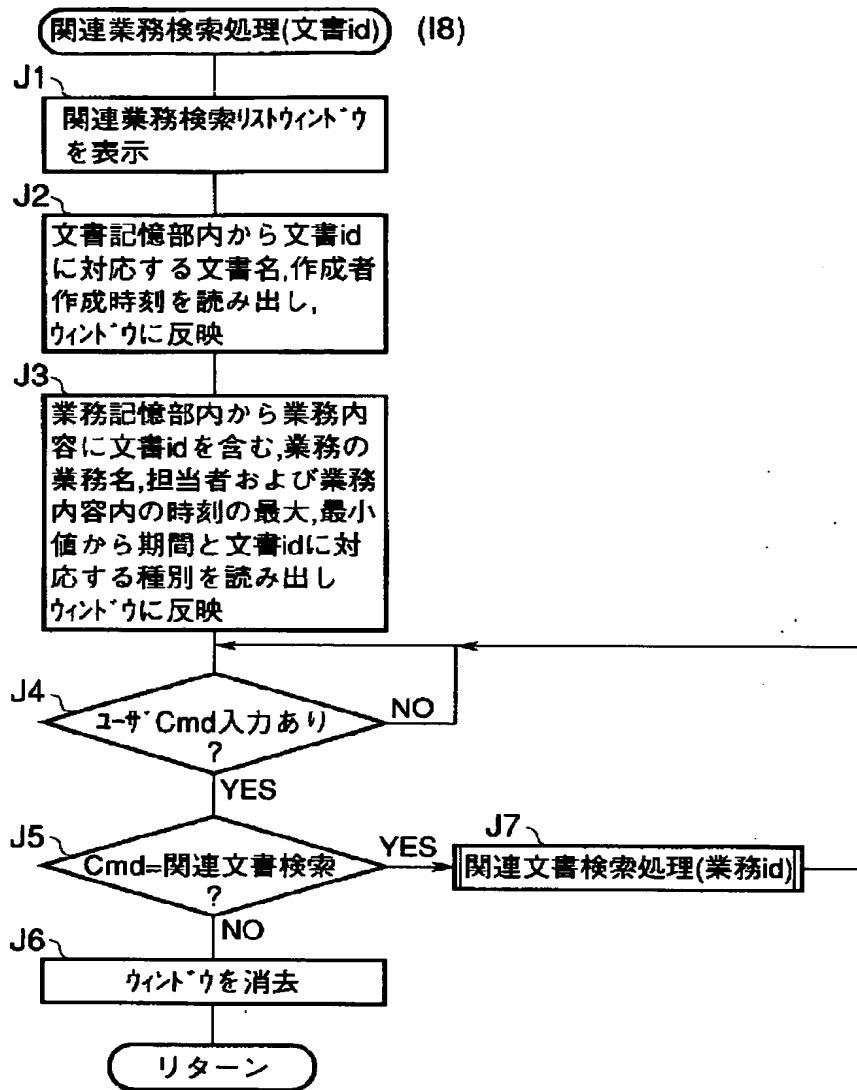 関連業務検索処理(文書id) (I8)
J1
関連業務検索リストウィンドウ
を表示
J2
文書記憶部内から文書id
に対応する文書名,作成者
作成時刻を読み出し,
ウィンドウに反映
J3
業務記憶部内から業務内
容に文書idを含む,業務の
業務名,担当者および業務
内容内の時刻の最大,最小
値から期間と文書idに対
応する種別を読み出し
ウィンドウに反映
J4
ユーザCmd入力あり
?
NO
YES
J5
Cmd=関連文書検索
?
YES
J7
関連文書検索処理(業務id)
NO
J6
ウィンドウを消去
リターン